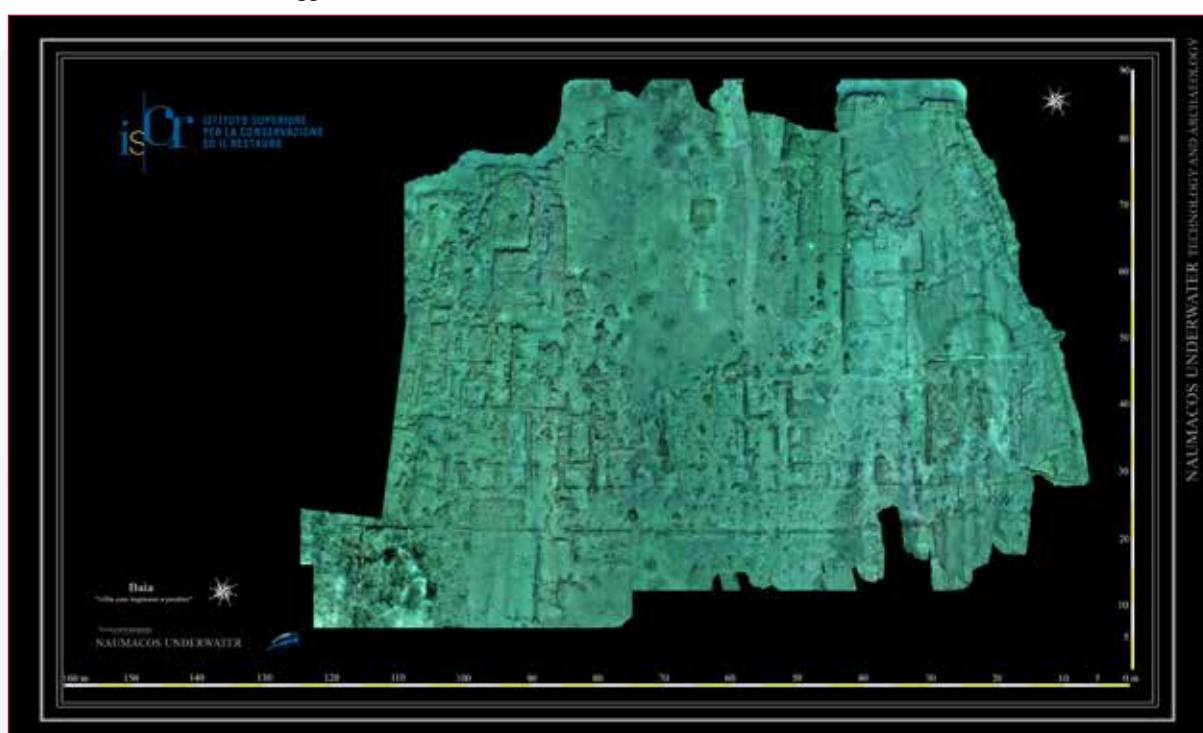 iscr
ISTITUTO SUPERIORE
PER LA CONSERVAZIONE
ED IL RESTAURO
NAUMACOS UNDERWATER TECHNOLOGY AND ARCHAEOLOGY
90
80
70
60
50
40
30
20
10
5
Baia
NAUMACOS UNDERWATER
160 m 150 140 130 120 110 100 90 80 70 60 50 40 30 20 10 5 0 m